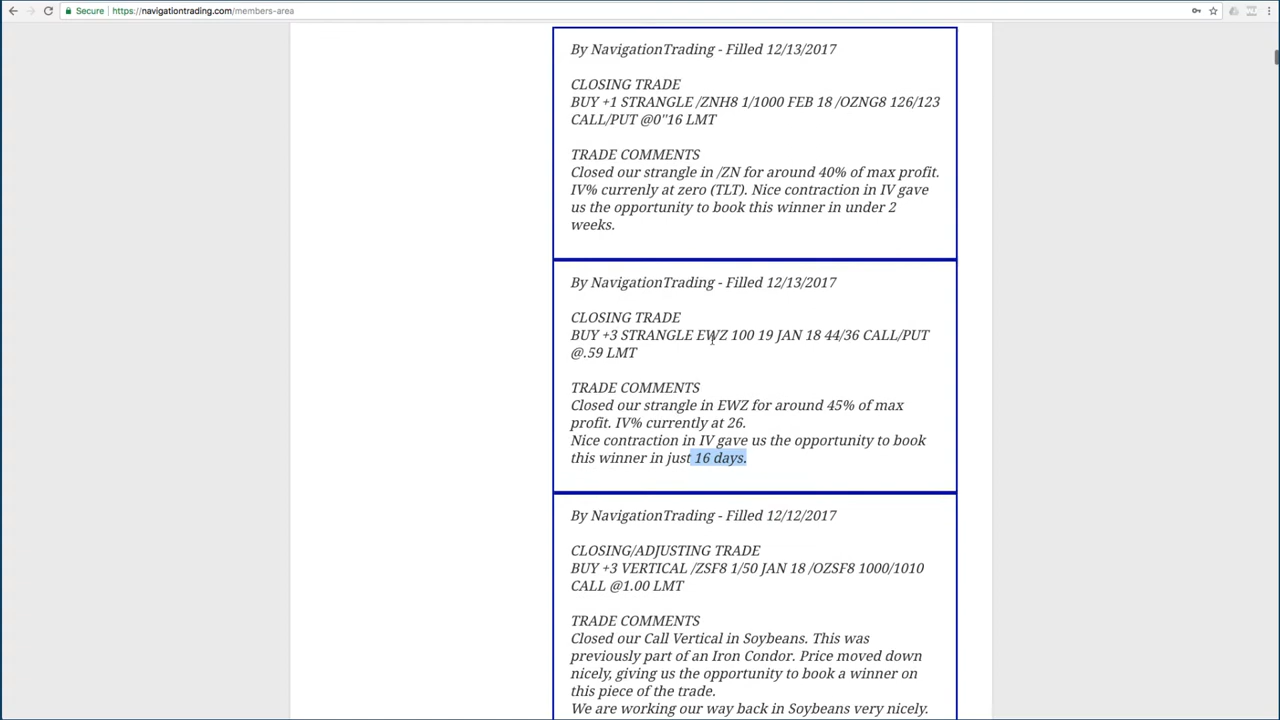 Secure
https://navigationtrading.com/members-area
By NavigationTrading - Filled 12/13/2017
CLOSING TRADE
BUY +1 STRANGLE /ZNH8 1/1000 FEB 18 /OZNG8 126/123
CALL/PUT @0"16 LMT
TRADE COMMENTS
Closed our strangle in /ZN for around 40% of max profit.
IV% currenly at zero (TLT). Nice contraction in IV gave
us the opportunity to book this winner in under 2
weeks.
By NavigationTrading - Filled 12/13/2017
CLOSING TRADE
BUY +3 STRANGLE EWZ 100 19 JAN 18 44/36 CALL/PUT
@.59 LMT
TRADE COMMENTS
Closed our strangle in EWZ for around 45% of max
profit. IV% currently at 26.
Nice contraction in IV gave us the opportunity to book
this winner in just 16 days.
By NavigationTrading - Filled 12/12/2017
CLOSING/ADJUSTING TRADE
BUY +3 VERTICAL /ZSF8 1/50 JAN 18 /OZSF8 1000/1010
CALL @1.00 LMT
TRADE COMMENTS
Closed our Call Vertical in Soybeans. This was
previously part of an Iron Condor. Price moved down
nicely, giving us the opportunity to book a winner on
this piece of the trade.
We are working our way back in Soybeans very nicely.